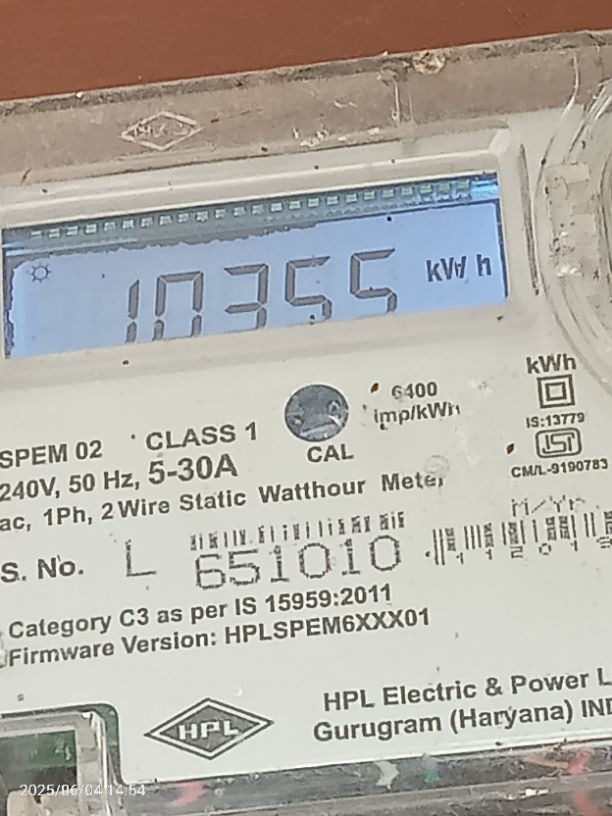 10355 kWh
kWh
6400
imp/kWh
CAL
IS:13779
CM/L-9190783
SPEM 02 CLASS 1
240V, 50 Hz, 5-30A
ac, 1Ph, 2 Wire Static Watthour Meter
M/Yr.
S. No. L 651010
Category C3 as per IS 15959:2011
Firmware Version: HPLSPEM6XXX01
HPL
HPL Electric & Power L
Gurugram (Haryana) IND
2025/06/04 14:54